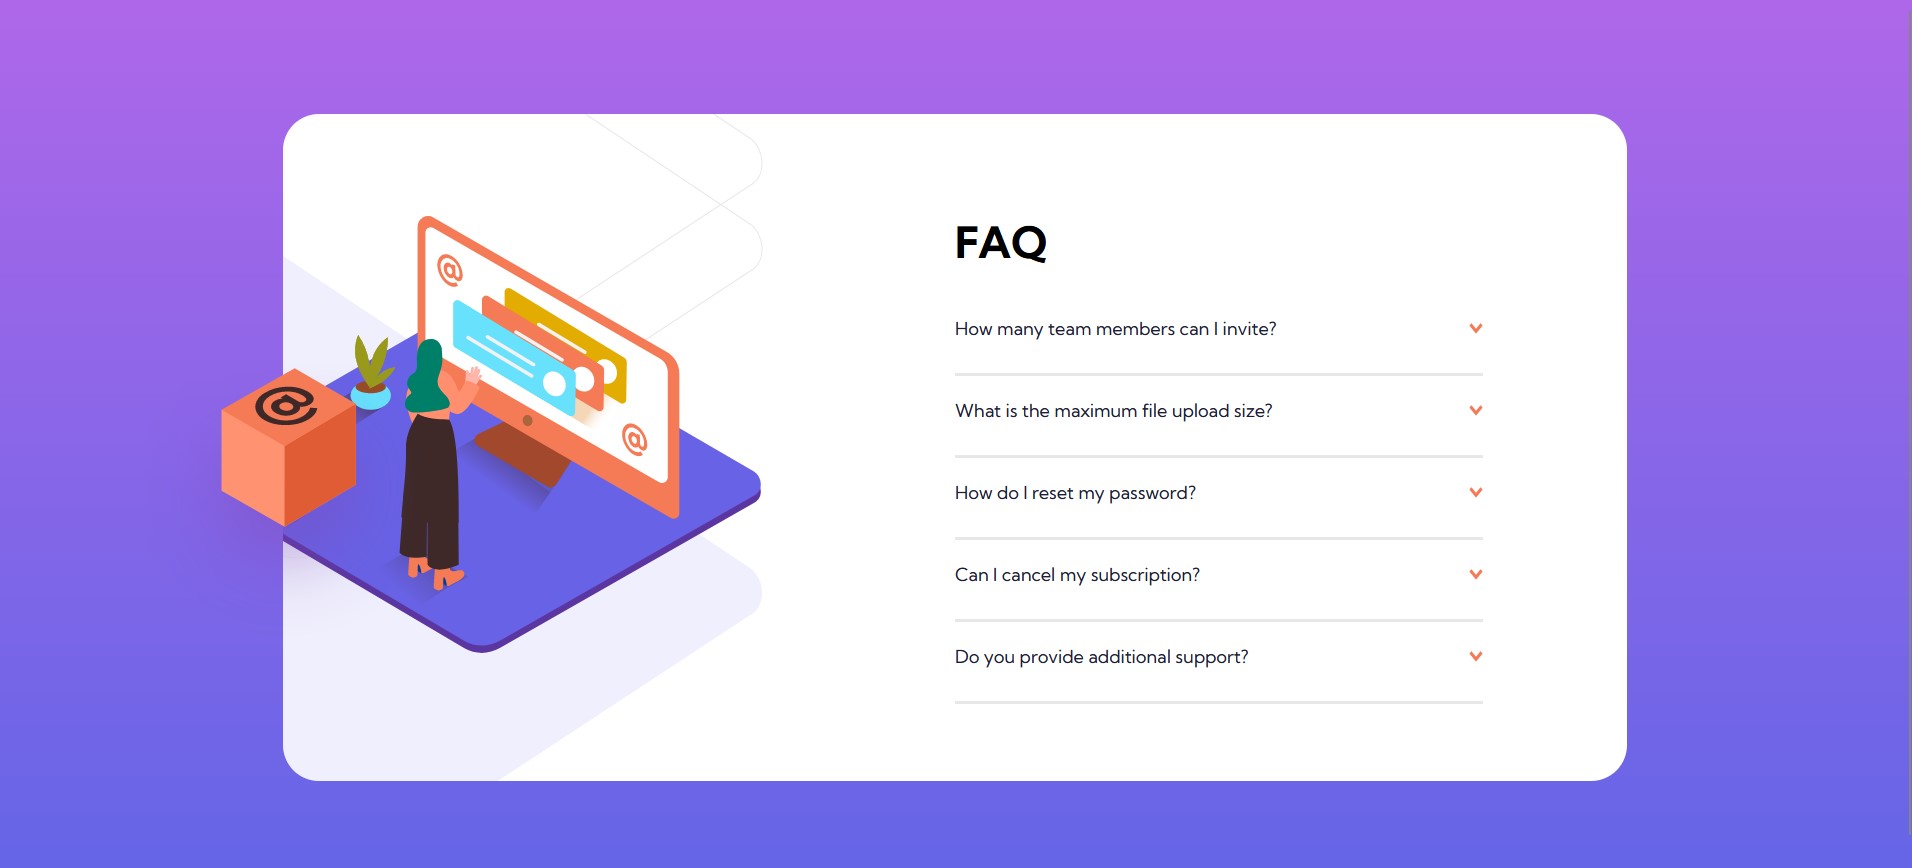 @
@
@
FAQ
How many team members can I invite?
What is the maximum file upload size?
How do I reset my password?
Can I cancel my subscription?
Do you provide additional support?